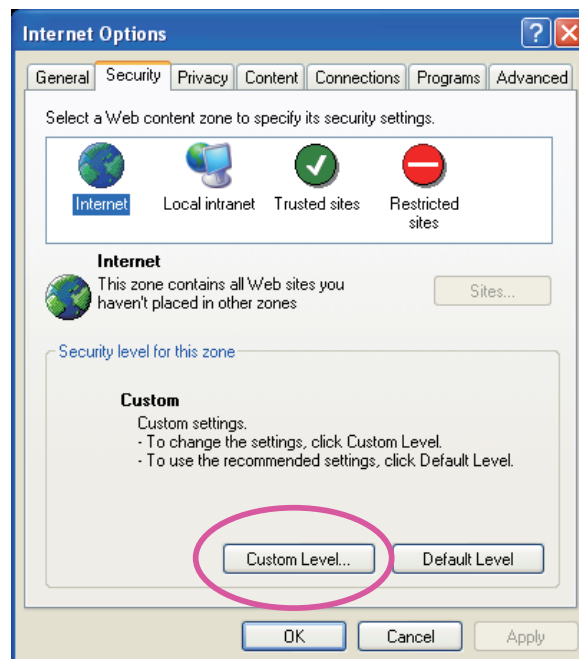 Internet Options
General Security Privacy Content Connections Programs Advanced
Select a Web content zone to specify its security settings.
Internet Local intranet Trusted sites Restricted sites
Internet
This zone contains all Web sites you
haven't placed in other zones
Sites...
Security level for this zone
Custom
Custom settings.
- To change the settings, click Custom Level.
- To use the recommended settings, click Default Level.
Custom Level... Default Level
OK Cancel Apply